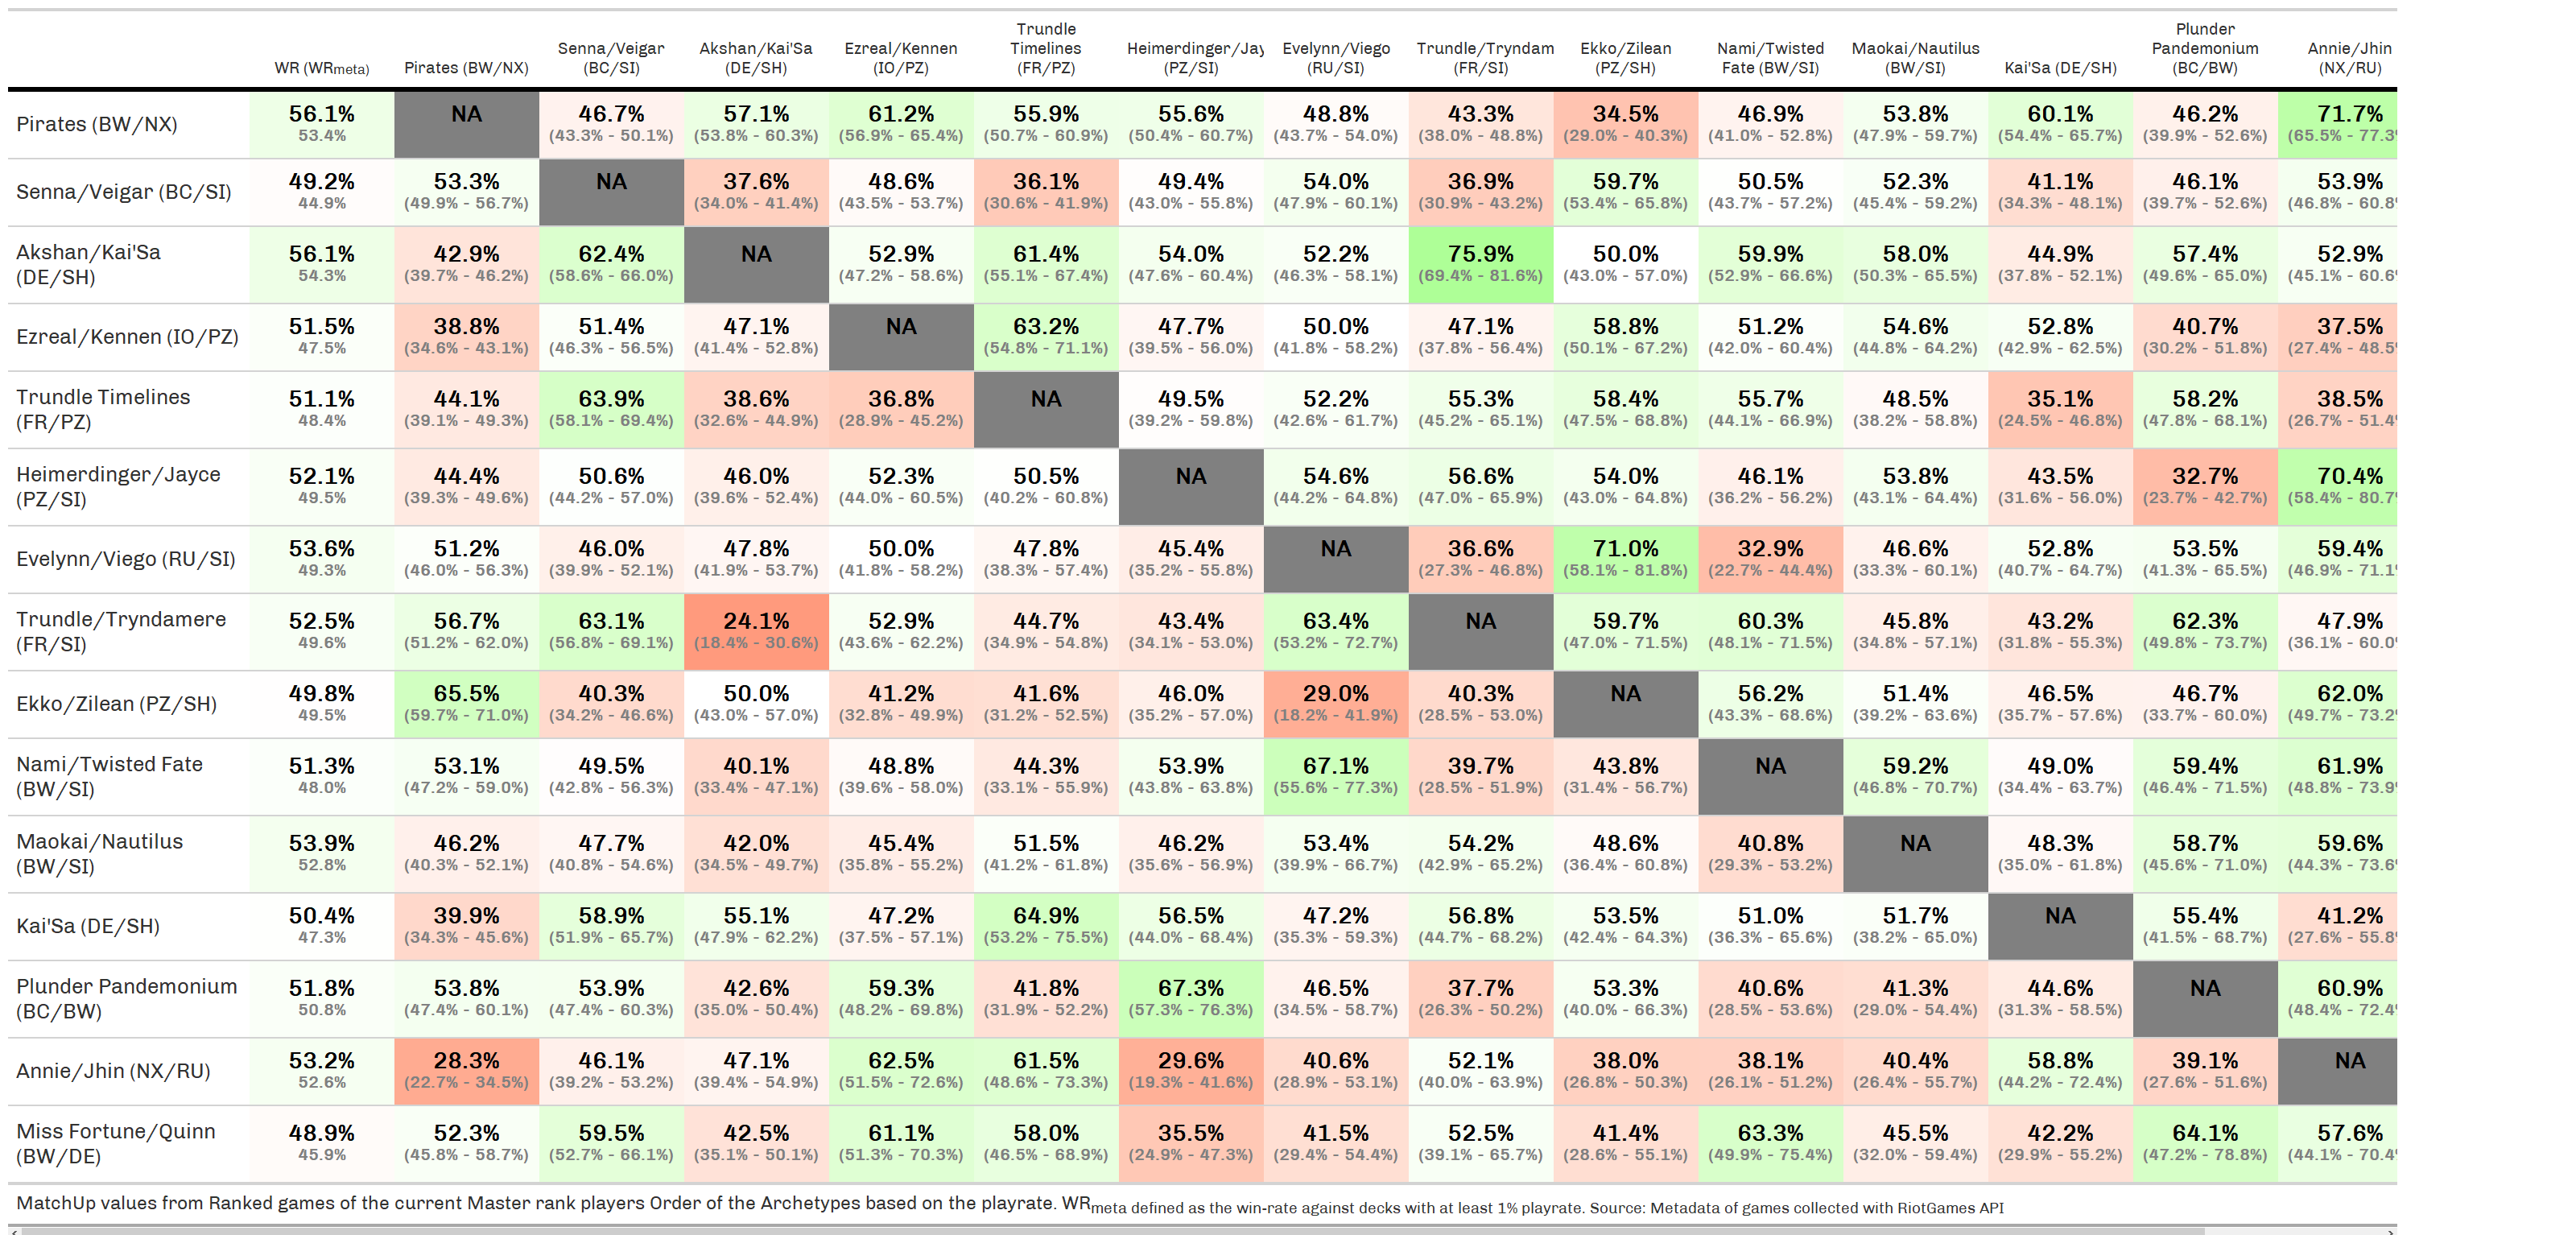 WR (WRmeta) Pirates (BW/NX) Senna/Veigar (BC/SI) Akshan/Kai'Sa (DE/SH) Ezreal/Kennen (IO/PZ) Trundle Timelines (FR/PZ) Heimerdinger/Jay (PZ/SI) Evelynn/Viego (RU/SI) Trundle/Tryndam (FR/SI) Ekko/Zilean (PZ/SH) Nami/Twisted Fate (BW/SI) Maokai/Nautilus (BW/SI) Kai'Sa (DE/SH) Plunder Pandemonium (BC/BW) Annie/Jhin (NX/RU)
Pirates (BW/NX) 56.1% NA 46.7% 57.1% 61.2% 55.9% 55.6% 48.8% 43.3% 34.5% 46.9% 53.8% 60.1% 46.2% 71.7%
53.4% (43.3% - 50.1%) (53.8% - 60.3%) (56.9% - 65.4%) (50.7% - 60.9%) (50.4% - 60.7%) (43.7% - 54.0%) (38.0% - 48.8%) (29.0% - 40.3%) (41.0% - 52.8%) (47.9% - 59.7%) (54.4% - 65.7%) (39.9% - 52.6%) (65.5% - 77.3%
Senna/Veigar (BC/SI) 49.2% 53.3% NA 37.6% 48.6% 36.1% 49.4% 54.0% 36.9% 59.7% 50.5% 52.3% 41.1% 46.1% 53.9%
44.9% (49.9% - 56.7%) (34.0% - 41.4%) (43.5% - 53.7%) (30.6% - 41.9%) (43.0% - 55.8%) (47.9% - 60.1%) (30.9% - 43.2%) (53.4% - 65.8%) (43.7% - 57.2%) (45.4% - 59.2%) (34.3% - 48.1%) (39.7% - 52.6%) (46.8% - 60.8%
Akshan/Kai'Sa (DE/SH) 56.1% 42.9% 62.4% NA 52.9% 61.4% 54.0% 52.2% 75.9% 50.0% 59.9% 58.0% 44.9% 57.4% 52.9%
54.3% (39.7% - 46.2%) (58.6% - 66.0%) (47.2% - 58.6%) (55.1% - 67.4%) (47.6% - 60.4%) (46.3% - 58.1%) (69.4% - 81.6%) (43.0% - 57.0%) (52.9% - 66.6%) (50.3% - 65.5%) (37.8% - 52.1%) (49.6% - 65.0%) (45.1% - 60.6%
Ezreal/Kennen (IO/PZ) 51.5% 38.8% 51.4% 47.1% NA 63.2% 47.7% 50.0% 47.1% 58.8% 51.2% 54.6% 52.8% 40.7% 37.5%
47.5% (34.6% - 43.1%) (46.3% - 56.5%) (41.4% - 52.8%) (54.8% - 71.1%) (39.5% - 56.0%) (41.8% - 58.2%) (37.8% - 56.4%) (50.1% - 67.2%) (42.0% - 60.4%) (44.8% - 64.2%) (42.9% - 62.5%) (30.2% - 51.8%) (27.4% - 48.5%
Trundle Timelines (FR/PZ) 51.1% 44.1% 63.9% 38.6% 36.8% NA 49.5% 52.2% 55.3% 58.4% 55.7% 48.5% 35.1% 58.2% 38.5%
48.4% (39.1% - 49.3%) (58.1% - 69.4%) (32.6% - 44.9%) (28.9% - 45.2%) (39.2% - 59.8%) (42.6% - 61.7%) (45.2% - 65.1%) (47.5% - 68.8%) (44.1% - 66.9%) (38.2% - 58.8%) (24.5% - 46.8%) (47.8% - 68.1%) (26.7% - 51.4%
Heimerdinger/Jayce (PZ/SI) 52.1% 44.4% 50.6% 46.0% 52.3% 50.5% NA 54.6% 56.6% 54.0% 46.1% 53.8% 43.5% 32.7% 70.4%
49.5% (39.3% - 49.6%) (44.2% - 57.0%) (39.6% - 52.4%) (44.0% - 60.5%) (40.2% - 60.8%) (44.2% - 64.8%) (47.0% - 65.9%) (43.0% - 64.8%) (36.2% - 56.2%) (43.1% - 64.4%) (31.6% - 56.0%) (23.7% - 42.7%) (58.4% - 80.7%
Evelynn/Viego (RU/SI) 53.6% 51.2% 46.0% 47.8% 50.0% 47.8% 45.4% NA 36.6% 71.0% 32.9% 46.6% 52.8% 53.5% 59.4%
49.3% (46.0% - 56.3%) (39.9% - 52.1%) (41.9% - 53.7%) (41.8% - 58.2%) (38.3% - 57.4%) (35.2% - 55.8%) (27.3% - 46.8%) (58.1% - 81.8%) (22.7% - 44.4%) (33.3% - 60.1%) (40.7% - 64.7%) (41.3% - 65.5%) (46.9% - 71.1%
Trundle/Tryndamere (FR/SI) 52.5% 56.7% 63.1% 24.1% 52.9% 44.7% 43.4% 63.4% NA 59.7% 60.3% 45.8% 43.2% 62.3% 47.9%
49.6% (51.2% - 62.0%) (56.8% - 69.1%) (18.4% - 30.6%) (43.6% - 62.2%) (34.9% - 54.8%) (34.1% - 53.0%) (53.2% - 72.7%) (47.0% - 71.5%) (48.1% - 71.5%) (34.8% - 57.1%) (31.8% - 55.3%) (49.8% - 73.7%) (36.1% - 60.0%
Ekko/Zilean (PZ/SH) 49.8% 65.5% 40.3% 50.0% 41.2% 41.6% 46.0% 29.0% 40.3% NA 56.2% 51.4% 46.5% 46.7% 62.0%
49.5% (59.7% - 71.0%) (34.2% - 46.6%) (43.0% - 57.0%) (32.8% - 49.9%) (31.2% - 52.5%) (35.2% - 57.0%) (18.2% - 41.9%) (28.5% - 53.0%) (43.3% - 68.6%) (39.2% - 63.6%) (35.7% - 57.6%) (33.7% - 60.0%) (49.7% - 73.2%
Nami/Twisted Fate (BW/SI) 51.3% 53.1% 49.5% 40.1% 48.8% 44.3% 53.9% 67.1% 39.7% 43.8% NA 59.2% 49.0% 59.4% 61.9%
48.0% (47.2% - 59.0%) (42.8% - 56.3%) (33.4% - 47.1%) (39.6% - 58.0%) (33.1% - 55.9%) (43.8% - 63.8%) (55.6% - 77.3%) (28.5% - 51.9%) (31.4% - 56.7%) (46.8% - 70.7%) (34.4% - 63.7%) (46.4% - 71.5%) (48.8% - 73.9%
Maokai/Nautilus (BW/SI) 53.9% 46.2% 47.7% 42.0% 45.4% 51.5% 46.2% 53.4% 54.2% 48.6% 40.8% NA 48.3% 58.7% 59.6%
52.8% (40.3% - 52.1%) (40.8% - 54.6%) (34.5% - 49.7%) (35.8% - 55.2%) (41.2% - 61.8%) (35.6% - 56.9%) (39.9% - 66.7%) (42.9% - 65.2%) (36.4% - 60.8%) (29.3% - 53.2%) (35.0% - 61.8%) (45.6% - 71.0%) (44.3% - 73.6%
Kai'Sa (DE/SH) 50.4% 39.9% 58.9% 55.1% 47.2% 64.9% 56.5% 47.2% 56.8% 53.5% 51.0% 51.7% NA 55.4% 41.2%
47.3% (34.3% - 45.6%) (51.9% - 65.7%) (47.9% - 62.2%) (37.5% - 57.1%) (53.2% - 75.5%) (44.0% - 68.4%) (35.3% - 59.3%) (44.7% - 68.2%) (42.4% - 64.3%) (36.3% - 65.6%) (38.2% - 65.0%) (41.5% - 68.7%) (27.6% - 55.8%
Plunder Pandemonium (BC/BW) 51.8% 53.8% 53.9% 42.6% 59.3% 41.8% 67.3% 46.5% 37.7% 53.3% 40.6% 41.3% 44.6% NA 60.9%
50.8% (47.4% - 60.1%) (47.4% - 60.3%) (35.0% - 50.4%) (48.2% - 69.8%) (31.9% - 52.2%) (57.3% - 76.3%) (34.5% - 58.7%) (26.3% - 50.2%) (40.0% - 66.3%) (28.5% - 53.6%) (29.0% - 54.4%) (31.3% - 58.5%) (48.4% - 72.4%
Annie/Jhin (NX/RU) 53.2% 28.3% 46.1% 47.1% 62.5% 61.5% 29.6% 40.6% 52.1% 38.0% 38.1% 40.4% 58.8% 39.1% NA
52.6% (22.7% - 34.5%) (39.2% - 53.2%) (39.4% - 54.9%) (51.5% - 72.6%) (48.6% - 73.3%) (19.3% - 41.6%) (28.9% - 53.1%) (40.0% - 63.9%) (26.8% - 50.3%) (26.1% - 51.2%) (26.4% - 55.7%) (44.2% - 72.4%) (27.6% - 51.6%)
Miss Fortune/Quinn (BW/DE) 48.9% 52.3% 59.5% 42.5% 61.1% 58.0% 35.5% 41.5% 52.5% 41.4% 63.3% 45.5% 42.2% 64.1% 57.6%
45.9% (45.8% - 58.7%) (52.7% - 66.1%) (35.1% - 50.1%) (51.3% - 70.3%) (46.5% - 68.9%) (24.9% - 47.3%) (29.4% - 54.4%) (39.1% - 65.7%) (28.6% - 55.1%) (49.9% - 75.4%) (32.0% - 59.4%) (29.9% - 55.2%) (47.2% - 78.8%) (44.1% - 70.4%
MatchUp values from Ranked games of the current Master rank players Order of the Archetypes based on the playrate. WRmeta defined as the win-rate against decks with at least 1% playrate. Source: Metadata of games collected with RiotGames API